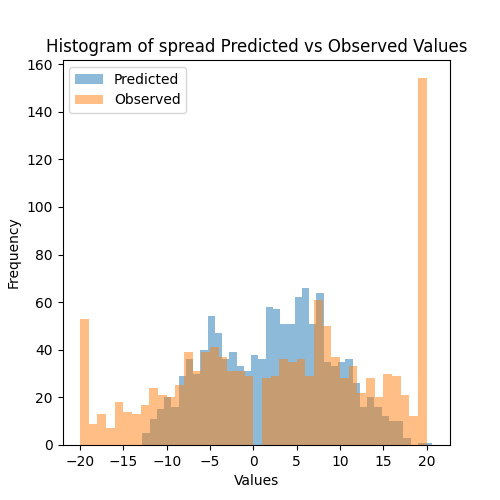 Histogram of spread Predicted vs Observed Values
Predicted
Observed
160
140
120
100
80
60
40
20
0
Frequency
−20 −15 −10 −5 0 5 10 15 20
Values